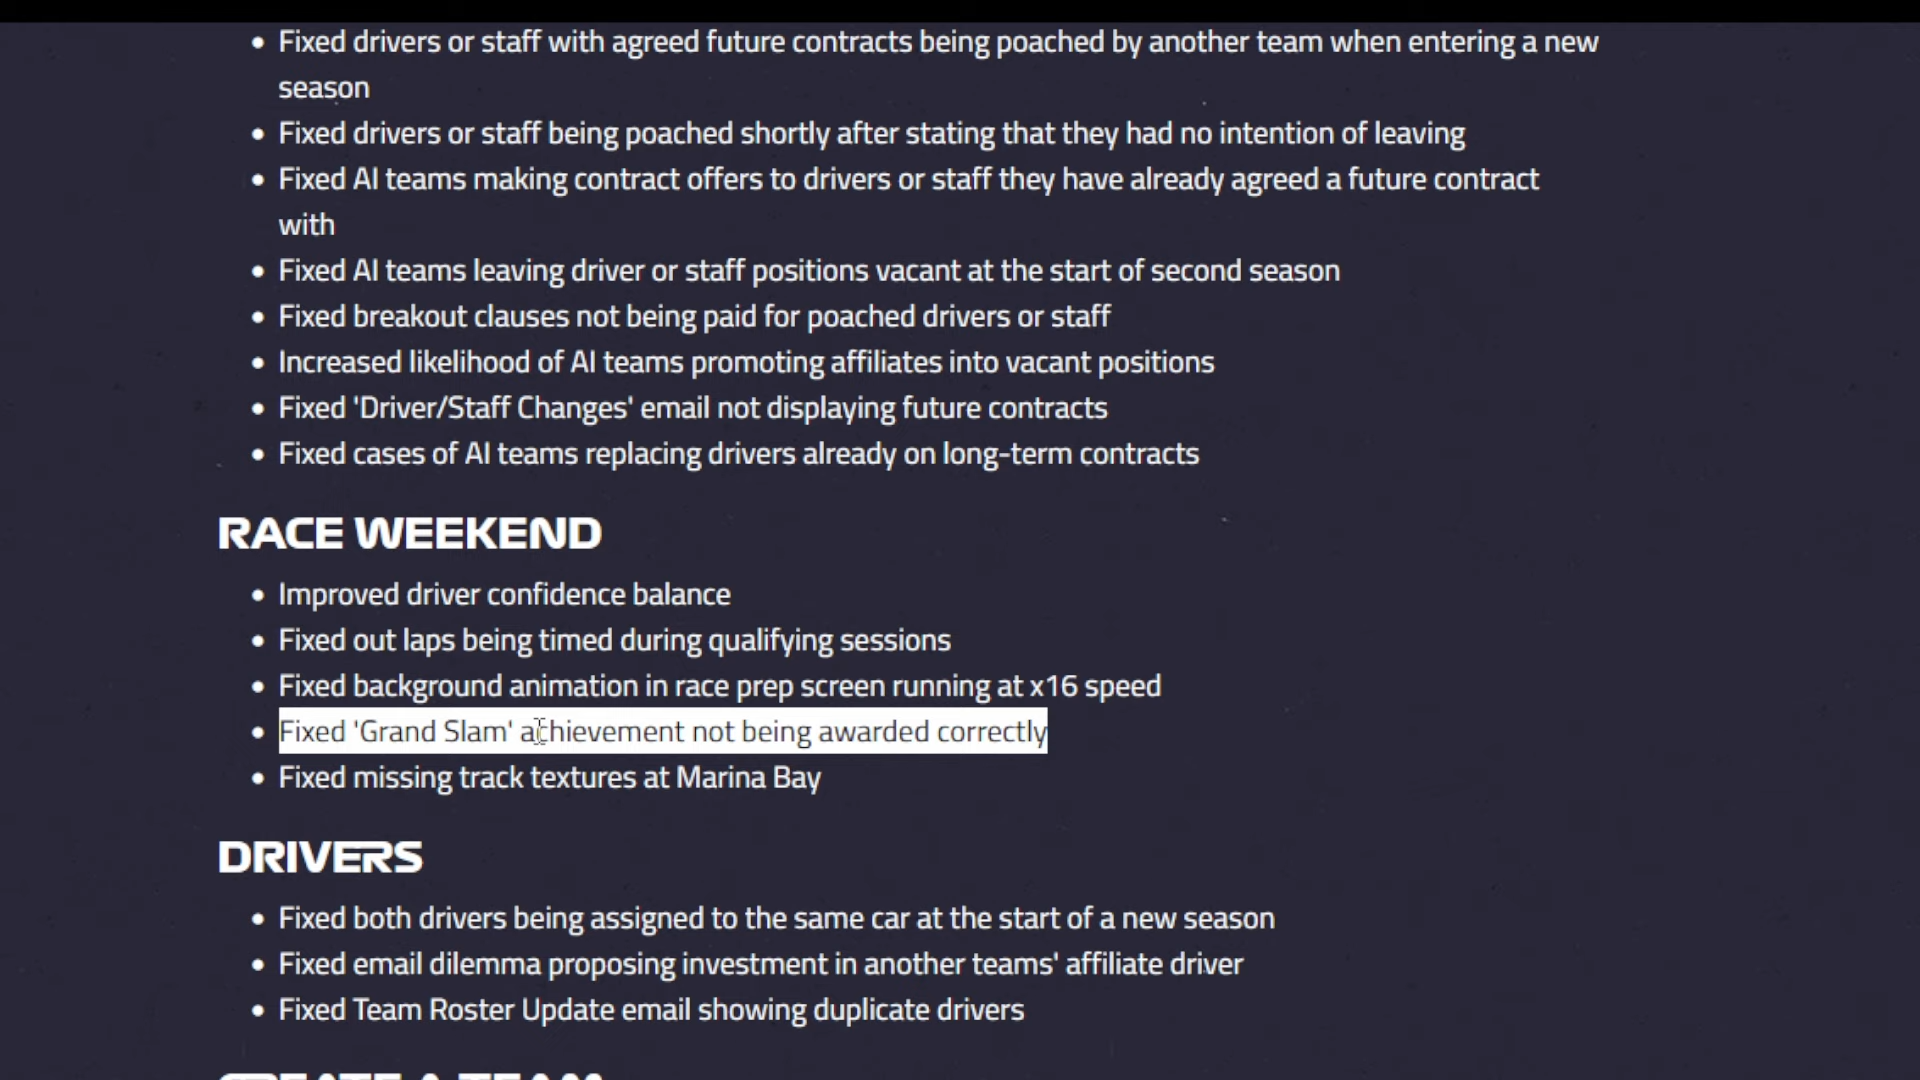 Fixed drivers or staff with agreed future contracts being poached by another team when entering a new
season
Fixed drivers or staff being poached shortly after stating that they had no intention of leaving
Fixed AI teams making contract offers to drivers or staff they have already agreed a future contract
with
Fixed AI teams leaving driver or staff positions vacant at the start of second season
Fixed breakout clauses not being paid for poached drivers or staff
Increased likelihood of AI teams promoting affiliates into vacant positions
Fixed 'Driver/Staff Changes' email not displaying future contracts
Fixed cases of AI teams replacing drivers already on long-term contracts
RACE WEEKEND
Improved driver confidence balance
Fixed out laps being timed during qualifying sessions
Fixed background animation in race prep screen running at x16 speed
Fixed 'Grand Slam' achievement not being awarded correctly
Fixed missing track textures at Marina Bay
DRIVERS
Fixed both drivers being assigned to the same car at the start of a new season
Fixed email dilemma proposing investment in another teams' affiliate driver
Fixed Team Roster Update email showing duplicate drivers
CREATE A TEAM